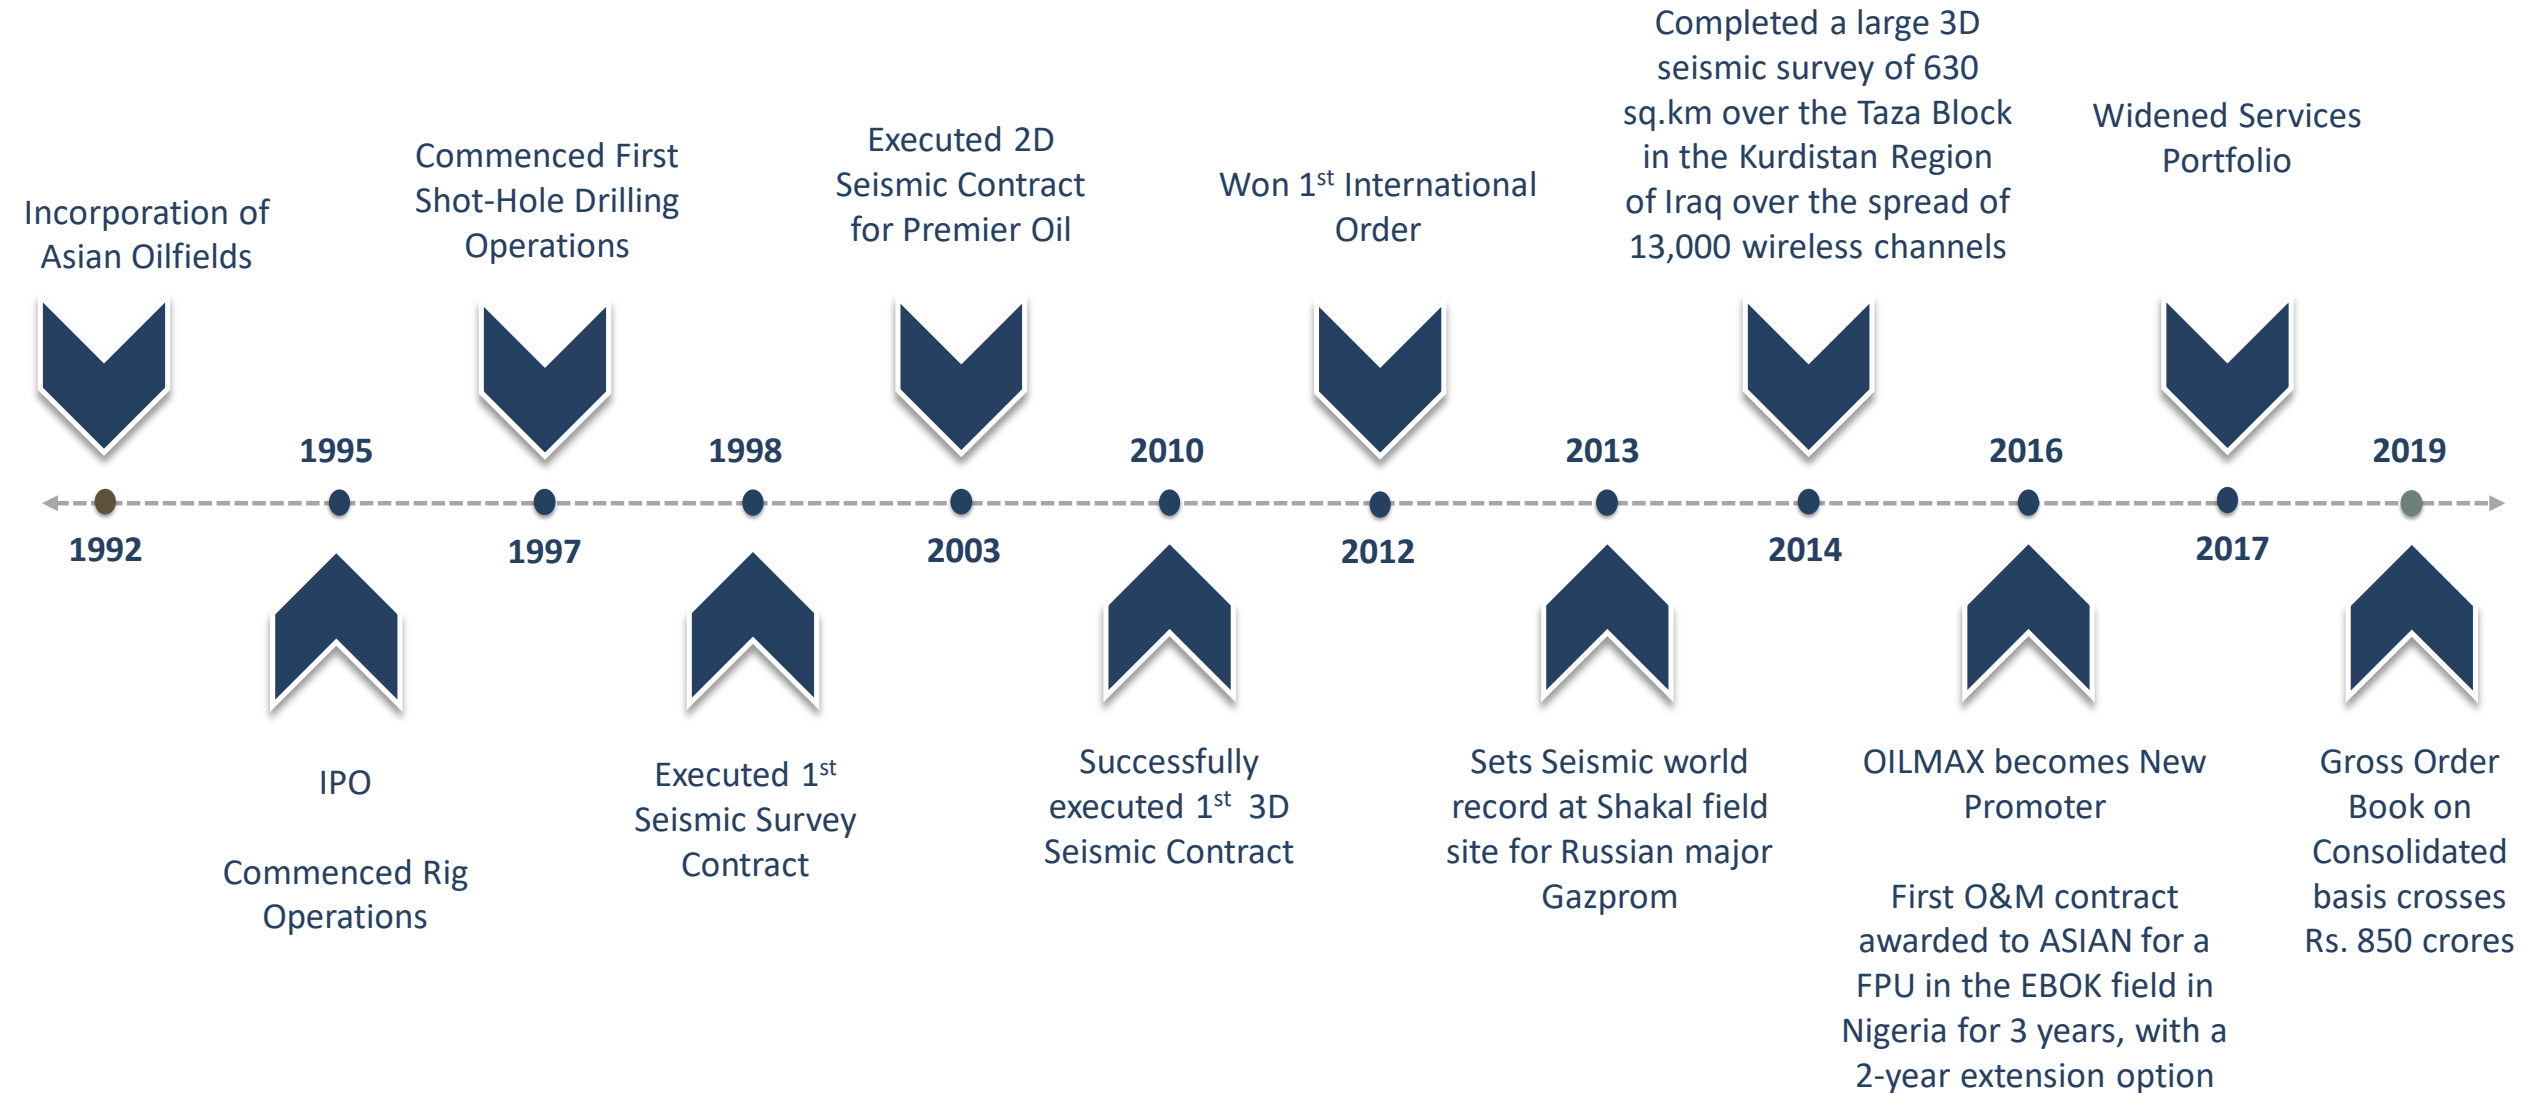 Incorporation of
Asian Oilfields
1992
1995
IPO
Commenced Rig
Operations
Commenced First
Shot-Hole Drilling
Operations
1997
1998
Executed 1st
Seismic Survey
Contract
Executed 2D
Seismic Contract
for Premier Oil
2003
2010
Successfully
executed 1st 3D
Seismic Contract
Won 1st International
Order
2012
2013
Sets Seismic world
record at Shakal field
site for Russian major
Gazprom
Completed a large 3D
seismic survey of 630
sq.km over the Taza Block
in the Kurdistan Region
of Iraq over the spread of
13,000 wireless channels
2014
2016
OILMAX becomes New
Promoter
First O&M contract
awarded to ASIAN for a
FPU in the EBOK field in
Nigeria for 3 years, with a
2-year extension option
Widened Services
Portfolio
2017
2019
Gross Order
Book on
Consolidated
basis crosses
Rs. 850 crores